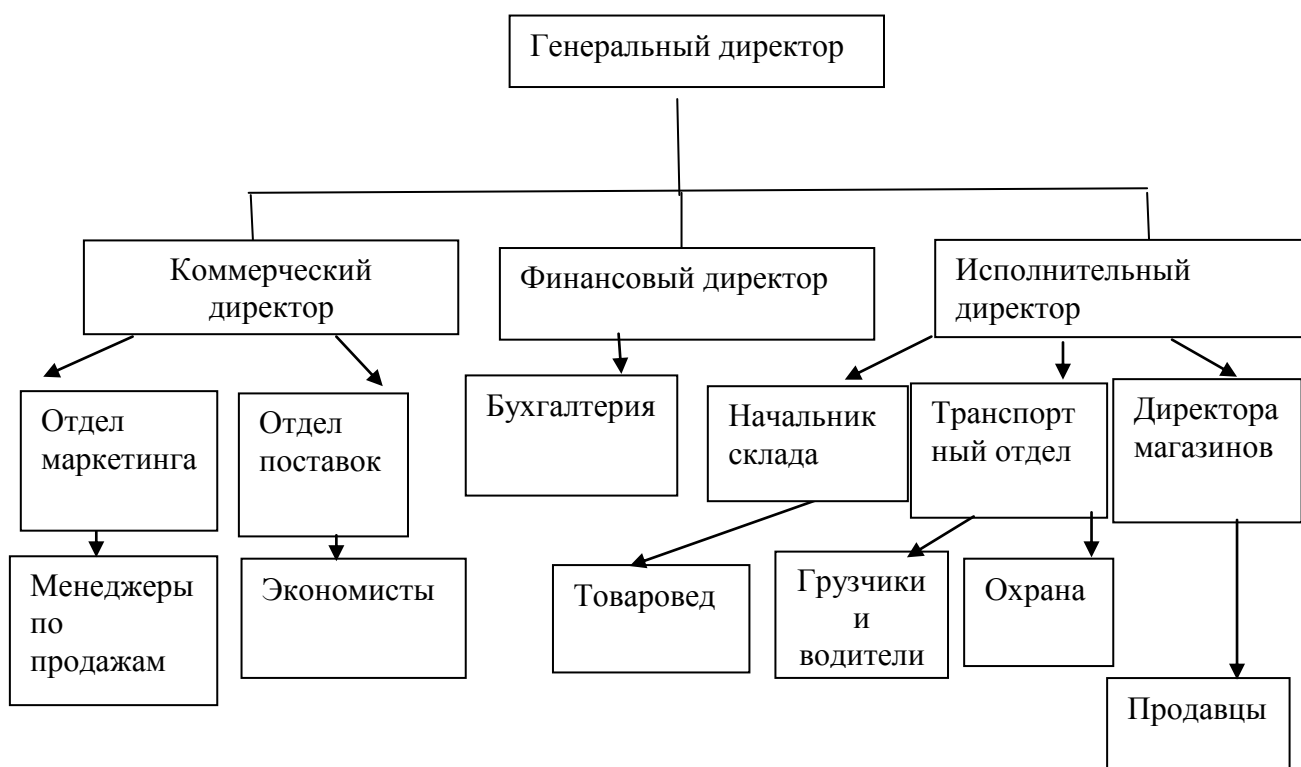 Генеральный директор
Коммерческий
директор
Финансовый директор
Исполнительный
директор
Отдел
маркетинга
Отдел
поставок
Бухгалтерия
Начальник
склада
Транспорт
ный отдел
Директора
магазинов
Менеджеры
по
продажам
Экономисты
Товаровед
Грузчики
и
водители
Охрана
Продавцы